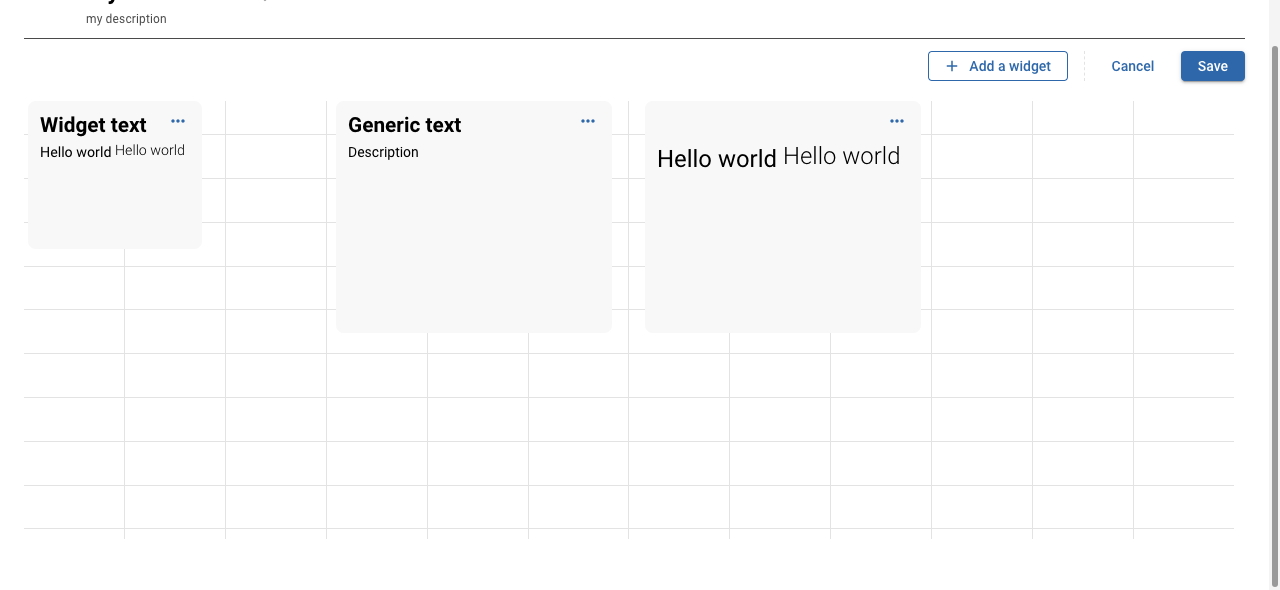 my description
Add a widget
Cancel
Save
Widget text
Hello world Hello world
Generic text
Description
Hello world Hello world